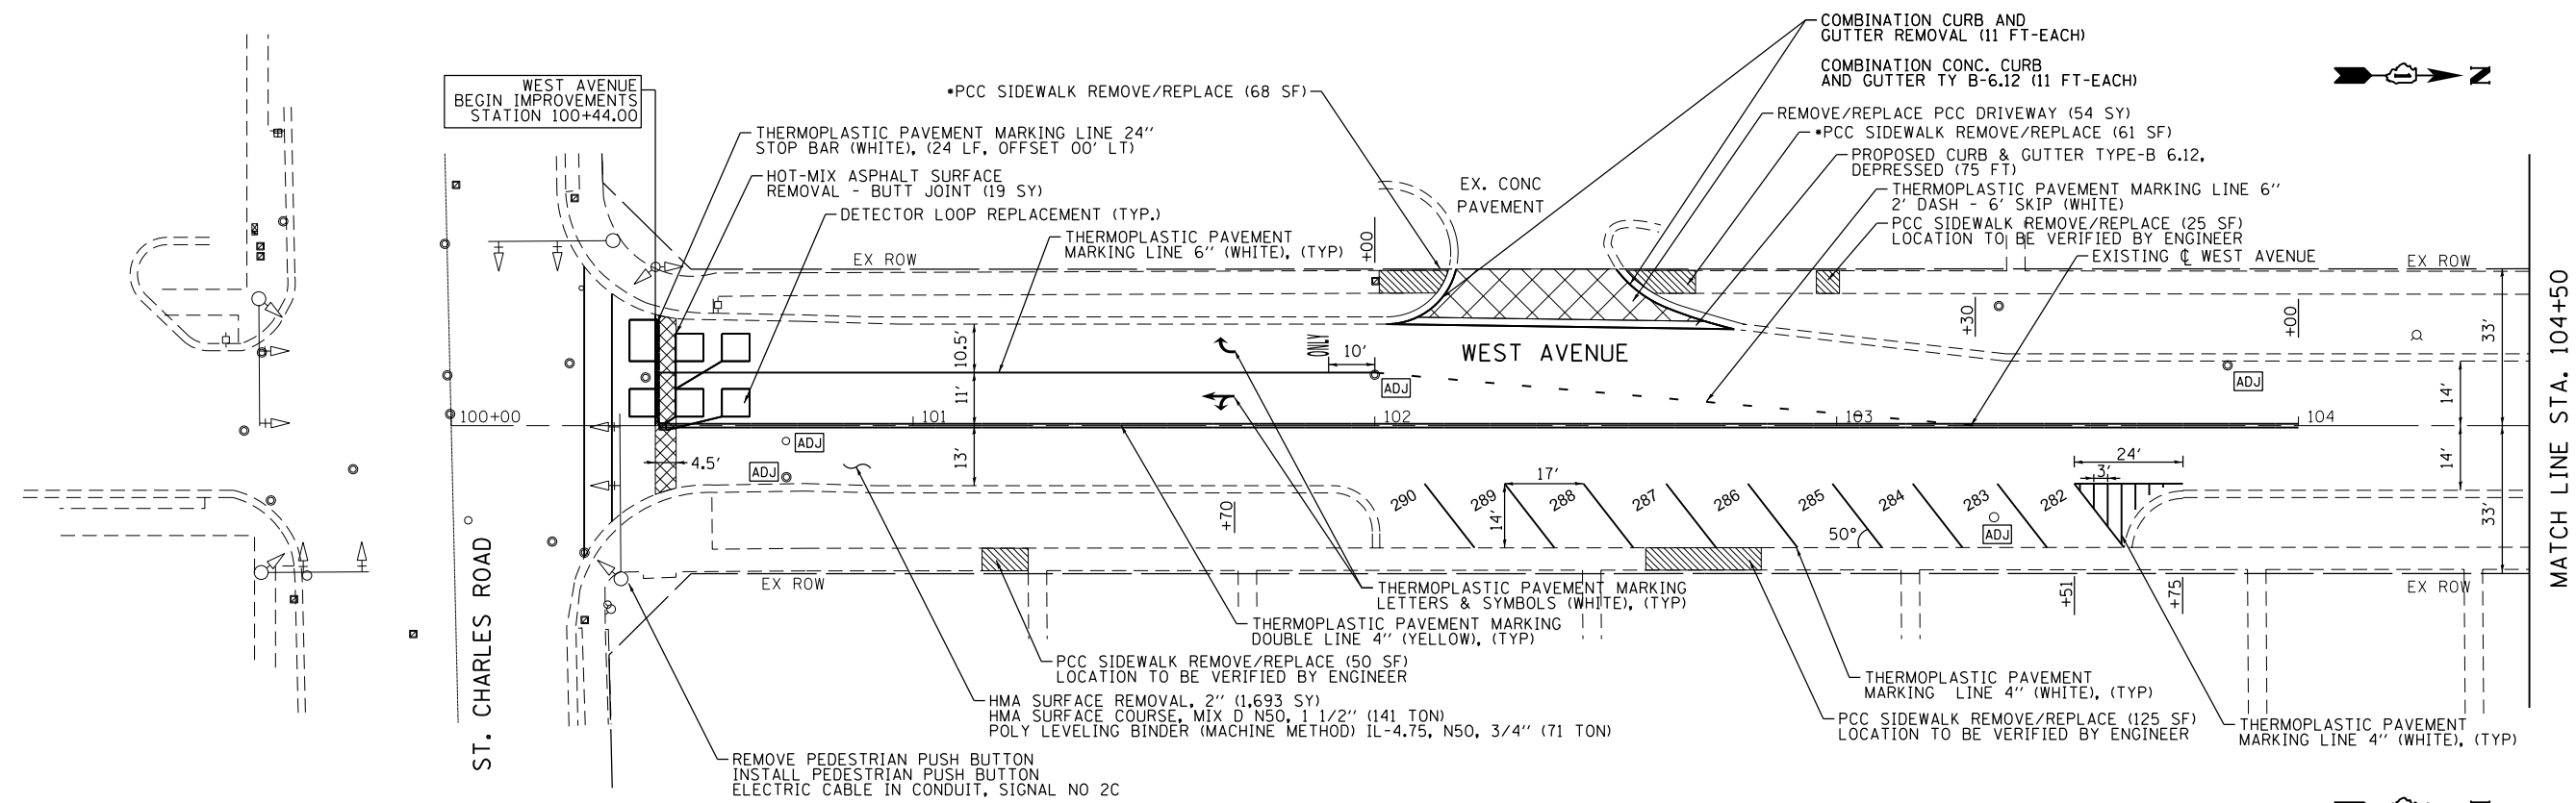 COMBINATION CURB AND
GUTTER REMOVAL (11 FT-EACH)
COMBINATION CONC. CURB
AND GUTTER TY B-6.12 (11 FT-EACH)
N
WEST AVENUE
BEGIN IMPROVEMENTS
STATION 100+44.00
*PCC SIDEWALK REMOVE/REPLACE (68 SF)
REMOVE/REPLACE PCC DRIVEWAY (54 SY)
*PCC SIDEWALK REMOVE/REPLACE (61 SF)
PROPOSED CURB & GUTTER TYPE-B 6.12,
DEPRESSED (75 FT)
THERMOPLASTIC PAVEMENT MARKING LINE 6"
2' DASH - 6' SKIP (WHITE)
PCC SIDEWALK REMOVE/REPLACE (25 SF)
LOCATION TO BE VERIFIED BY ENGINEER
EXISTING ℄ WEST AVENUE
THERMOPLASTIC PAVEMENT MARKING LINE 24"
STOP BAR (WHITE), (24 LF, OFFSET 00' LT)
HOT-MIX ASPHALT SURFACE
REMOVAL - BUTT JOINT (19 SY)
DETECTOR LOOP REPLACEMENT (TYP.)
THERMOPLASTIC PAVEMENT
MARKING LINE 6" (WHITE), (TYP)
EX. CONC
PAVEMENT
+00
EX ROW
EX ROW
+30
+00
33'
10.5'
ONLY
10'
WEST AVENUE
ADJ
ADJ
14'
11'
100+00
101
102
103
104
ADJ
ADJ
4.5'
13'
14'
33'
24'
3'
17'
14'
290
289
288
287
286
285
284
283
282
50°
ADJ
+70
+51
+75
EX ROW
EX ROW
MATCH LINE STA. 104+50
ST. CHARLES ROAD
THERMOPLASTIC PAVEMENT MARKING
LETTERS & SYMBOLS (WHITE), (TYP)
THERMOPLASTIC PAVEMENT MARKING
DOUBLE LINE 4" (YELLOW), (TYP)
PCC SIDEWALK REMOVE/REPLACE (50 SF)
LOCATION TO BE VERIFIED BY ENGINEER
HMA SURFACE REMOVAL, 2" (1,693 SY)
HMA SURFACE COURSE, MIX D N50, 1 1/2" (141 TON)
POLY LEVELING BINDER (MACHINE METHOD) IL-4.75, N50, 3/4" (71 TON)
REMOVE PEDESTRIAN PUSH BUTTON
INSTALL PEDESTRIAN PUSH BUTTON
ELECTRIC CABLE IN CONDUIT, SIGNAL NO 2C
THERMOPLASTIC PAVEMENT
MARKING LINE 4" (WHITE), (TYP)
PCC SIDEWALK REMOVE/REPLACE (125 SF)
LOCATION TO BE VERIFIED BY ENGINEER
THERMOPLASTIC PAVEMENT
MARKING LINE 4" (WHITE), (TYP)